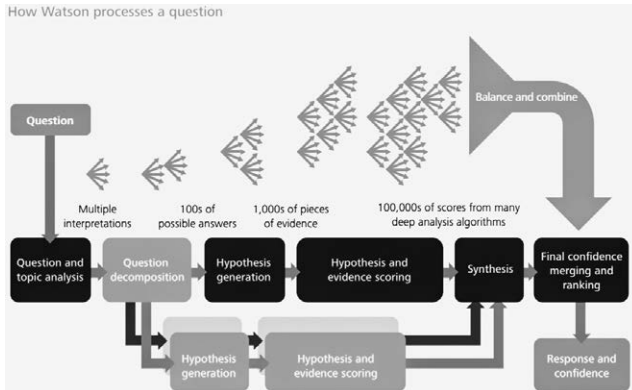 How Watson processes a question
Question
Balance and combine
Multiple
interpretations
100s of
possible answers
1,000s of pieces
of evidence
100,000s of scores from many
deep analysis algorithms
Question and
topic analysis
Question
decomposition
Hypothesis
generation
Hypothesis and
evidence scoring
Synthesis
Final confidence
merging and
ranking
Hypothesis
generation
Hypothesis and
evidence scoring
Response and
confidence